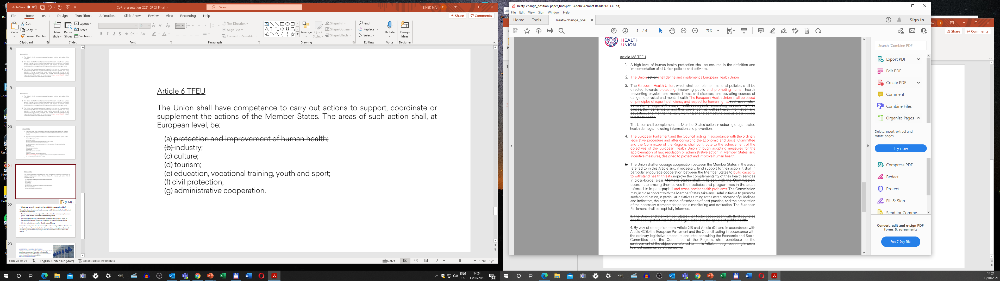 AutoSave Off CoR_presentation_2021_09_27 Final Search EIHSD Info EI
File Home Insert Design Transitions Animations Slide Show Review View Recording Help Share Comments
Paste Cut Copy Format Painter Clipboard
New Slide Reuse Slides Layout Reset Section Slides
19 Font
Text Direction Align Text Convert to SmartArt Paragraph
Arrange Quick Styles Shape Fill Shape Outline Shape Effects Drawing
Find Replace Select Editing
Dictate Voice
Design Ideas Designer
18
19
20
21
(Ctrl)
22
What are benefits provided by a EHU to general public?
23
Article 6 TFEU
The Union shall have competence to carry out actions to support, coordinate or
supplement the actions of the Member States. The areas of such action shall, at
European level, be:
(a) protection and improvement of human health;
(b) industry;
(c) culture;
(d) tourism;
(e) education, vocational training, youth and sport;
(f) civil protection;
(g) administrative cooperation.
Slide 21 of 24 English (United Kingdom) Accessibility: Investigate Notes 109%
ENG US 14:24 13/10/2021 23
Treaty-change_position-paper_final.pdf - Adobe Acrobat Reader DC (32-bit)
File Edit View Sign Window Help
Home Tools Treaty-change_posi... Sign In
5 / 6 75%
HEALTH
UNION
Article 168 TFEU
1. A high level of human health protection shall be ensured in the definition and
implementation of all Union policies and activities.
2. The Union action shall define and implement a European Health Union.
3. The European Health Union, which shall complement national policies, shall be
directed towards protecting, improving public and promoting human health,
preventing physical and mental illness and diseases, and obviating sources of
danger to physical and mental health. The European Health Union shall be based
on principles of equality, efficiency and respect for human rights. Such action shall
cover the fight against the major health scourges, by promoting research into their
causes, their transmission and their prevention, as well as health information and
education, and monitoring, early warning of and combating serious cross-border
threats to health.
The Union shall complement the Member States' action in reducing drugs-related
health damage, including information and prevention.
4. The European Parliament and the Council, acting in accordance with the ordinary
legislative procedure and after consulting the Economic and Social Committee
and the Committee of the Regions, shall contribute to the achievement of the
objectives of the European Health Union through adopting measures for the
approximation of law, regulation or administrative action in Member States, and
incentive measures, designed to protect and improve human health.
5. The Union shall encourage cooperation between the Member States in the areas
referred to in this Article and, if necessary, lend support to their action. It shall in
particular encourage cooperation between the Member States to build capacity
to withstand health threats, improve the complementarity of their health services
in cross-border areas Member States shall, in liaison with the Commission,
coordinate among themselves their policies and programmes in the areas
referred to in paragraph 1. and cross-border health problems. The Commission
may, in close contact with the Member States, take any useful initiative to promote
such coordination, in particular initiatives aiming at the establishment of guidelines
and indicators, the organisation of exchange of best practice, and the preparation
of the necessary elements for periodic monitoring and evaluation. The European
Parliament shall be kept fully informed.
3. The Union and the Member States shall foster cooperation with third countries
and the competent international organisations in the sphere of public health.
4. By way of derogation from Article 2(5) and Article 6(a) and in accordance with
Article 4(2)(k) the European Parliament and the Council, acting in accordance with
the ordinary legislative procedure and after consulting the Economic and Social
Committee and the Committee of the Regions, shall contribute to the
achievement of the objectives referred to in this Article through adopting in order
to meet common safety concerns:
Search 'Combine PDF'
Export PDF
Edit PDF
Create PDF
Comment
Combine Files
Organize Pages
Delete, insert, extract and
rotate pages.
Try now
Compress PDF
Redact
Protect
Fill & Sign
Send for Comme...
Convert, edit and e-sign PDF
forms & agreements
Free 7-Day Trial
Share Comments
14:24
13/10/2021